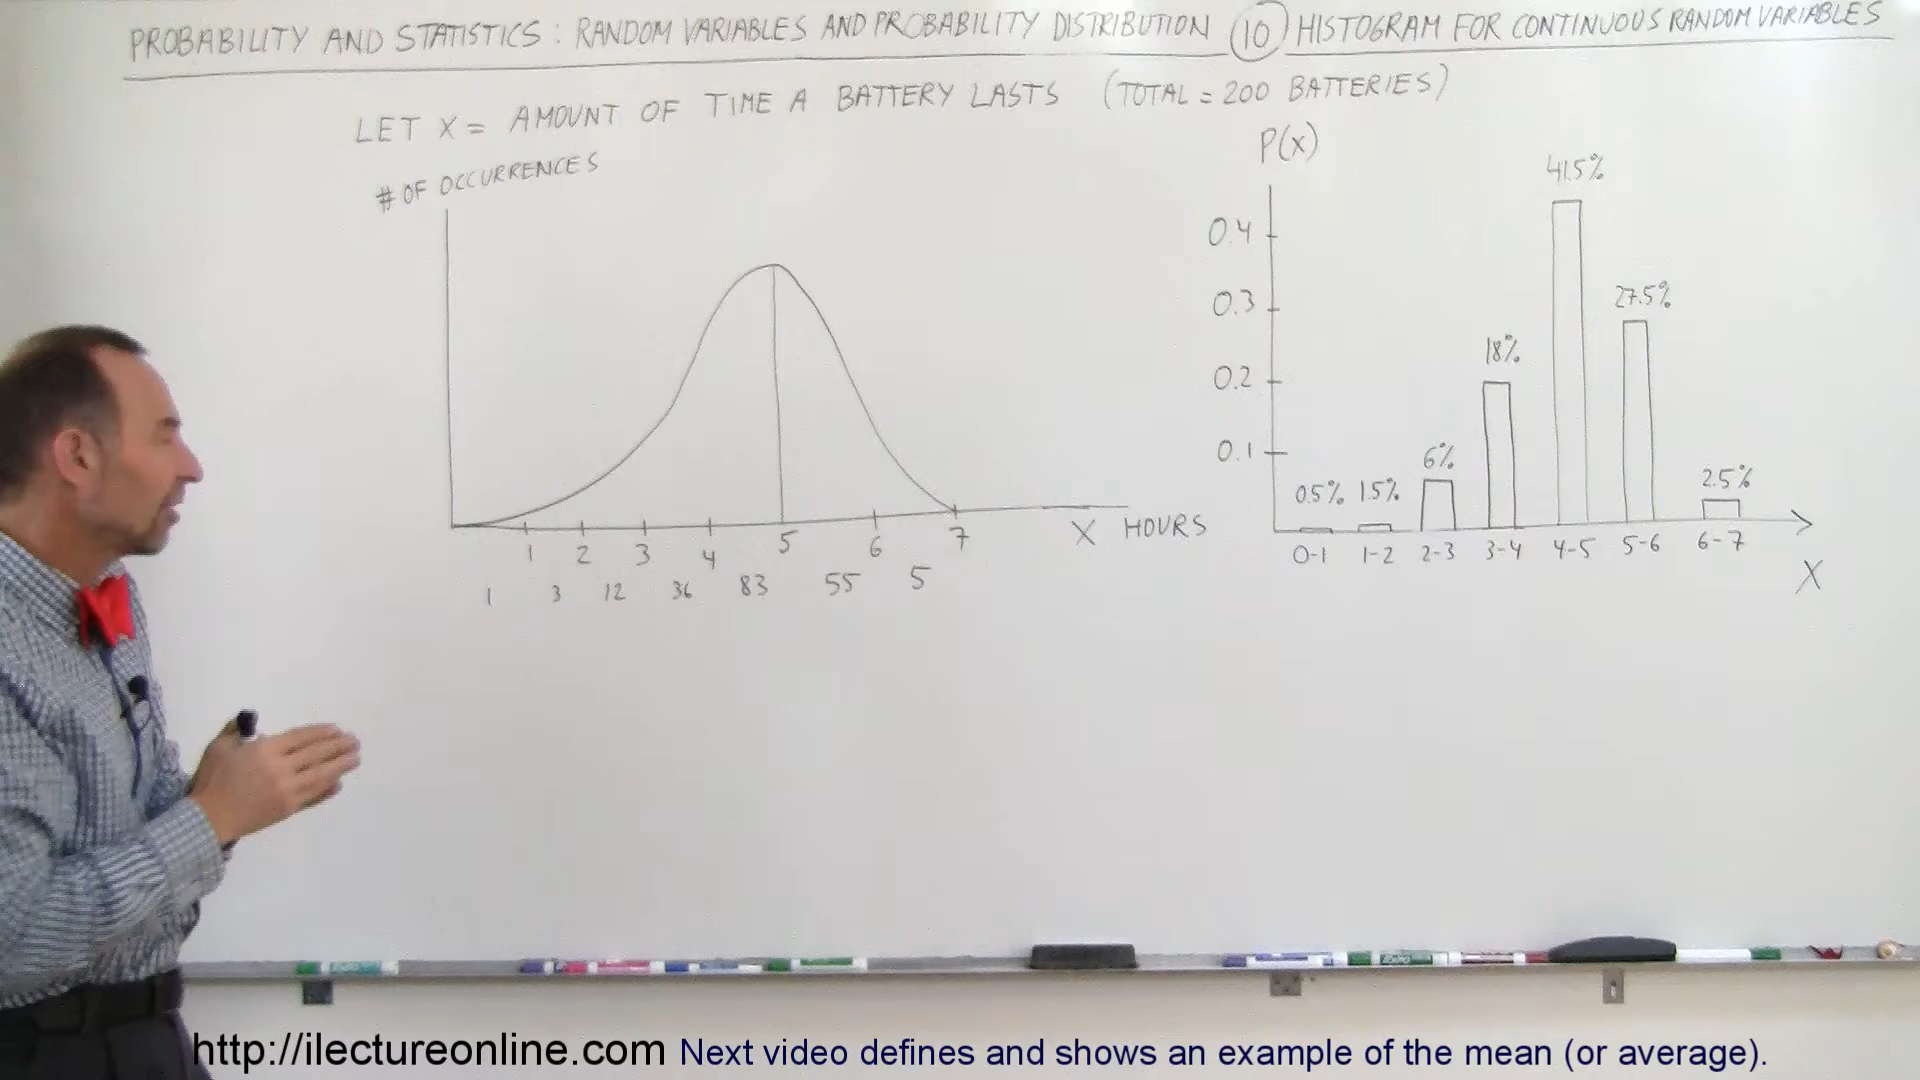 PROBABILITY AND STATISTICS: RANDOM VARIABLES AND PROBABILITY DISTRIBUTION 10 HISTOGRAM FOR CONTINUOUS RANDOM VARIABLES
LET X = AMOUNT OF TIME A BATTERY LASTS (TOTAL = 200 BATTERIES)
# OF OCCURRENCES
1 2 3 4 5 6 7 X HOURS
1 3 12 36 83 55 5
P(x)
0.4
0.3
0.2
0.1
0.5% 1.5% 6% 18% 41.5% 27.5% 2.5%
0-1 1-2 2-3 3-4 4-5 5-6 6-7
X
http://ilectureonline.com Next video defines and shows an example of the mean (or average).